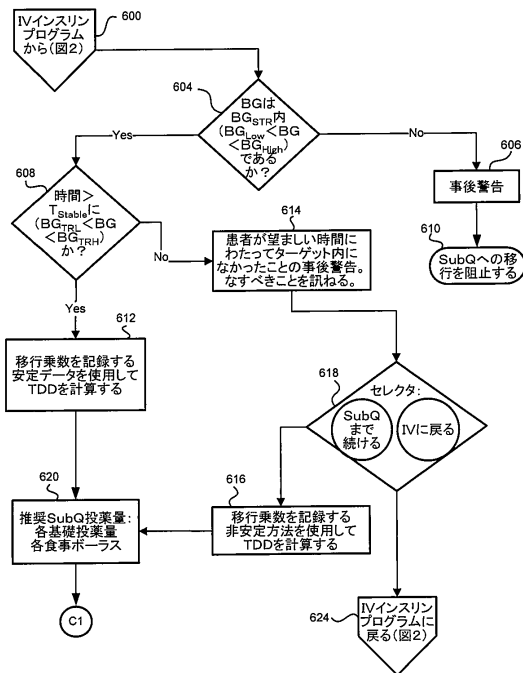 IVインスリン
プログラム
から(図2)
600
604
BGは
BGSTR内
(BGLow<BG
<BGHigh)
である
か？
Yes
No
606
事後警告
610
SubQへの移
行を阻止する
608
時間>
TStableに
(BGTRL<BG
<BGTRH)
か？
No
Yes
614
患者が望ましい時間に
わたってターゲット内に
なかったことの事後警告。
なすべきことを訊ねる。
612
移行乗数を記録する
安定データを使用して
TDDを計算する
618
セレクタ:
SubQ
まで
続ける
IVに戻る
616
移行乗数を記録する
非安定方法を使用して
TDDを計算する
620
推奨SubQ投薬量:
各基礎投薬量
各食事ボーラス
C1
624
IVインスリン
プログラムに
戻る(図2)